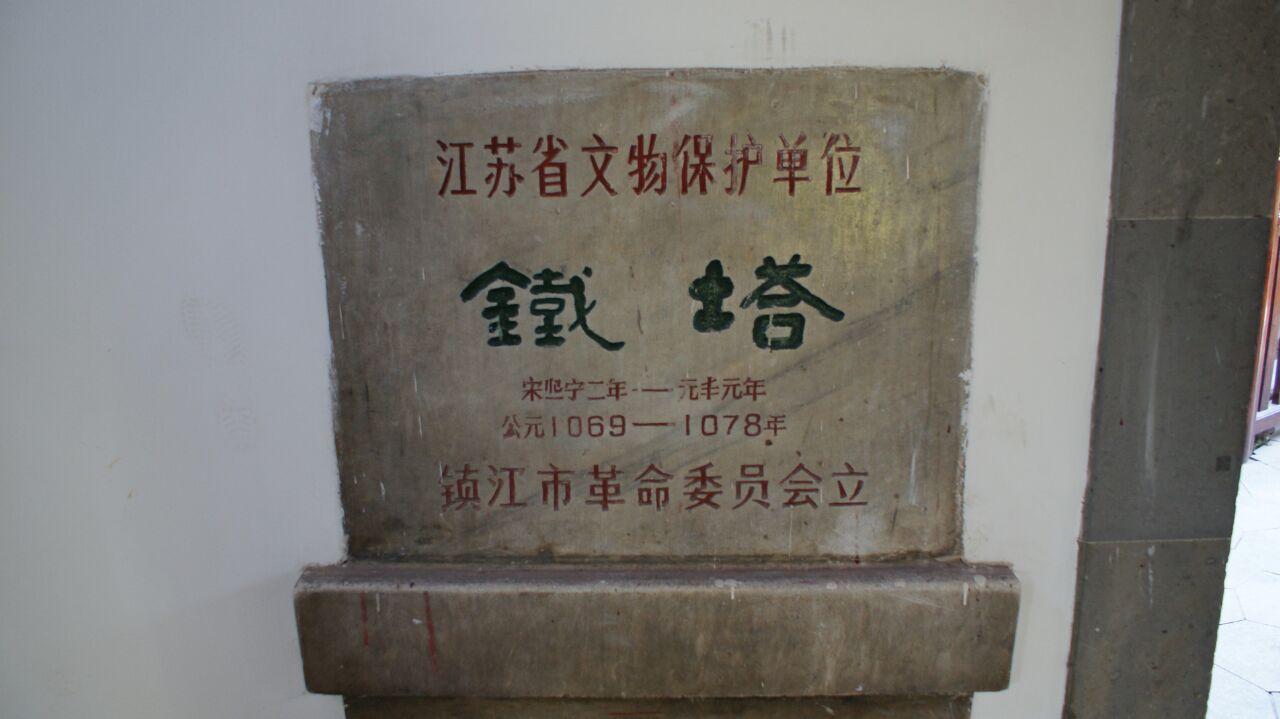 江苏省文物保护单位
鐵塔
宋熙宁二年——元丰元年
公元1069—1078年
镇江市革命委员会立